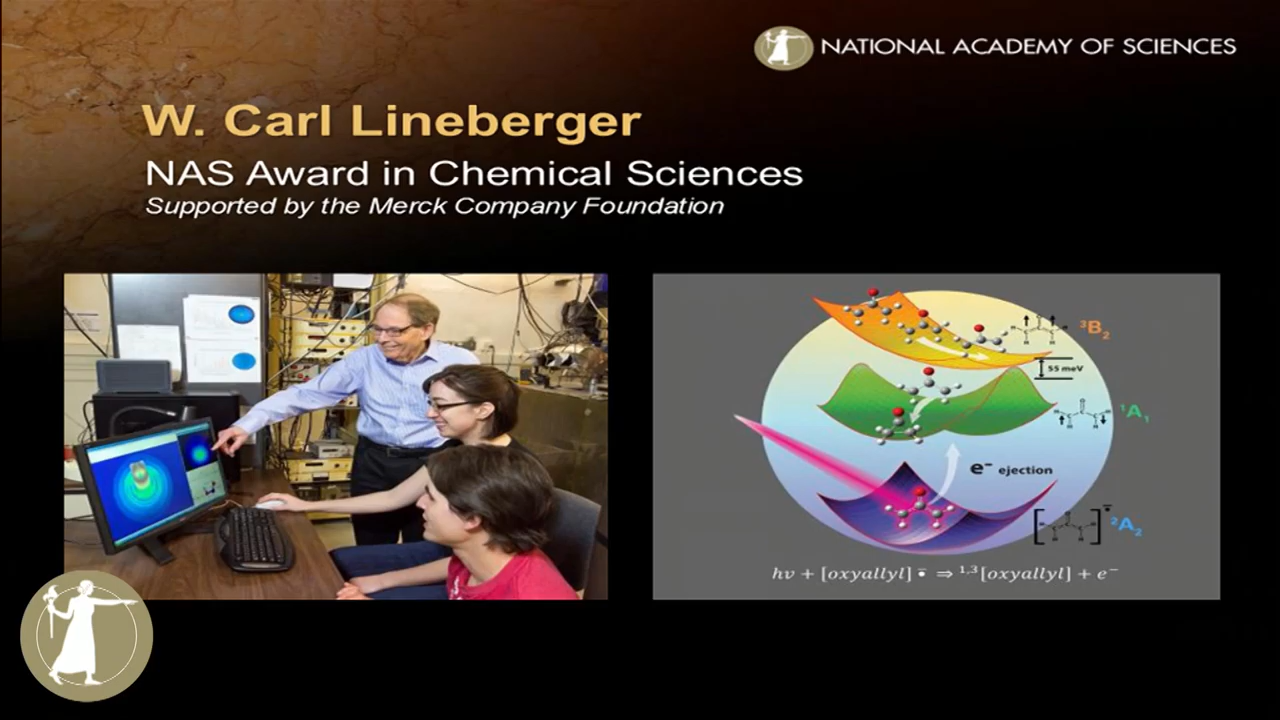 NATIONAL ACADEMY OF SCIENCES
W. Carl Lineberger
NAS Award in Chemical Sciences
Supported by the Merck Company Foundation
³B₂
55 meV
¹A₁
e⁻ ejection
²A₂
hν + [oxyallyl]•̄ ⇒ ¹,³[oxyallyl] + e⁻